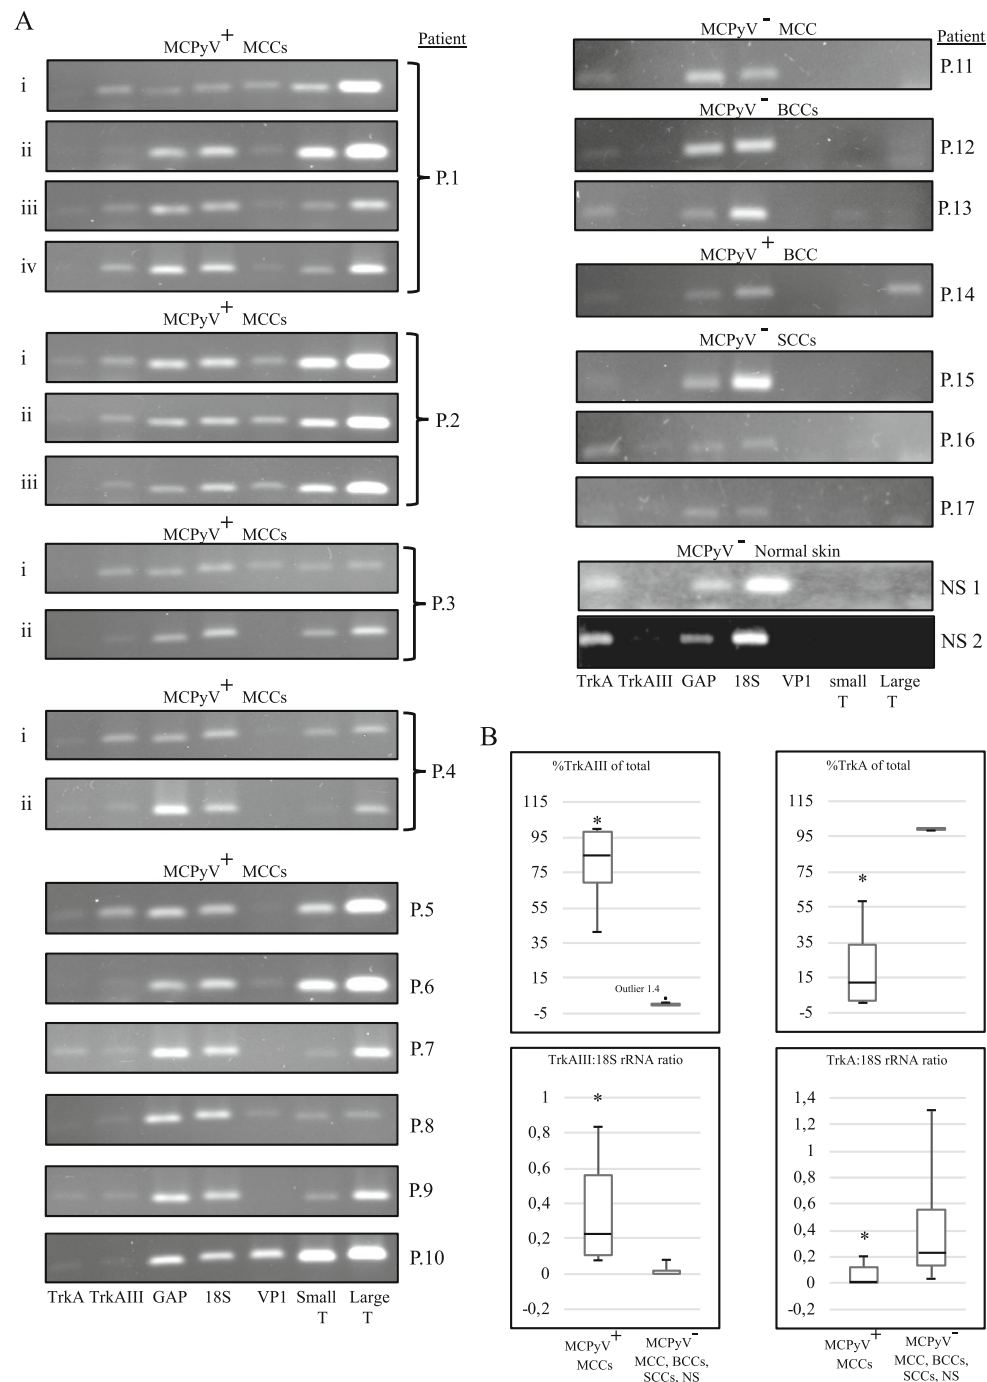 A
MCPyV+ MCCs
Patient
i
ii
iii
iv
P.1
MCPyV+ MCCs
i
ii
iii
P.2
MCPyV+ MCCs
i
ii
P.3
MCPyV+ MCCs
i
ii
P.4
MCPyV+ MCCs
P.5
P.6
P.7
P.8
P.9
P.10
TrkA TrkAIII GAP 18S VP1 Small T Large T
MCPyV- MCC
Patient
P.11
MCPyV- BCCs
P.12
P.13
MCPyV+ BCC
P.14
MCPyV- SCCs
P.15
P.16
P.17
MCPyV- Normal skin
NS 1
NS 2
TrkA TrkAIII GAP 18S VP1 small T Large T
B
%TrkAIII of total
115
95
75
55
35
15
-5
*
Outlier 1.4
%TrkA of total
115
95
75
55
35
15
-5
*
TrkAIII:18S rRNA ratio
1
0,8
0,6
0,4
0,2
0
-0,2
*
MCPyV+
MCCs
MCPyV-
MCC, BCCs,
SCCs, NS
TrkA:18S rRNA ratio
1,4
1,2
1
0,8
0,6
0,4
0,2
0
-0,2
*
MCPyV+
MCCs
MCPyV-
MCC, BCCs,
SCCs, NS